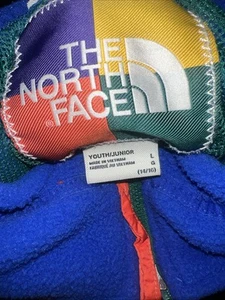 THE
NORTH
FACE
YOUTH/JUNIOR L
MADE IN VIETNAM G
FABRIQUÉ AU VIETNAM (14/16)